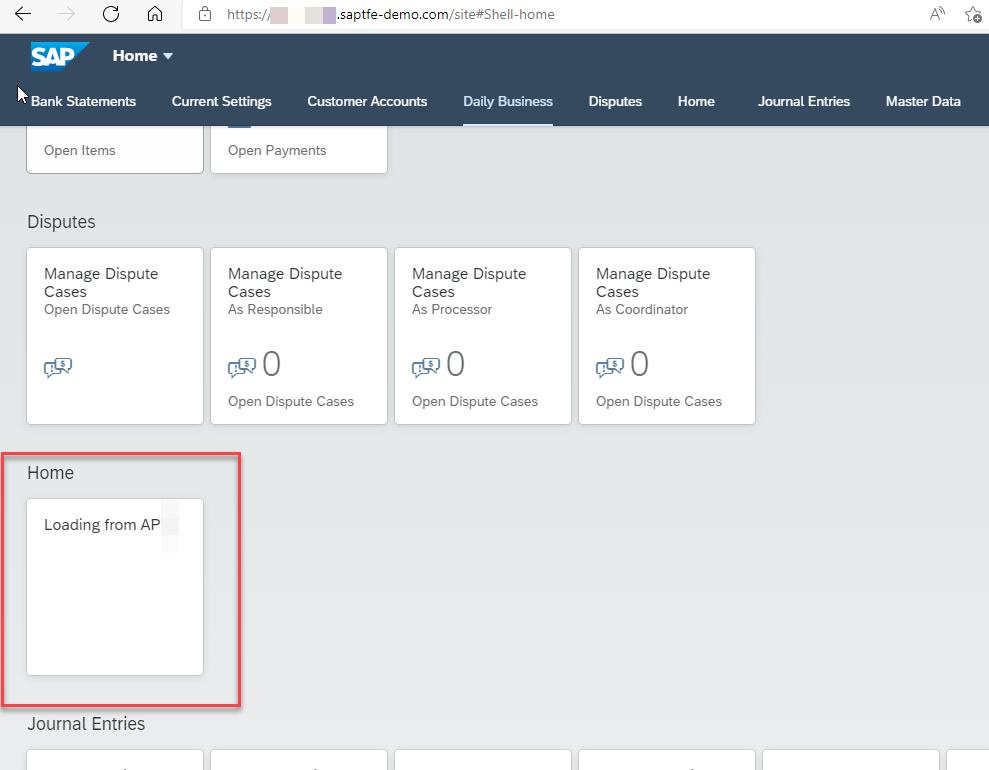 https:// .saptfe-demo.com/site#Shell-home
SAP Home
Bank Statements Current Settings Customer Accounts Daily Business Disputes Home Journal Entries Master Data
Open Items Open Payments
Disputes
Manage Dispute Cases
Open Dispute Cases
Manage Dispute Cases
As Responsible
0
Open Dispute Cases
Manage Dispute Cases
As Processor
0
Open Dispute Cases
Manage Dispute Cases
As Coordinator
0
Open Dispute Cases
Home
Loading from AP
Journal Entries